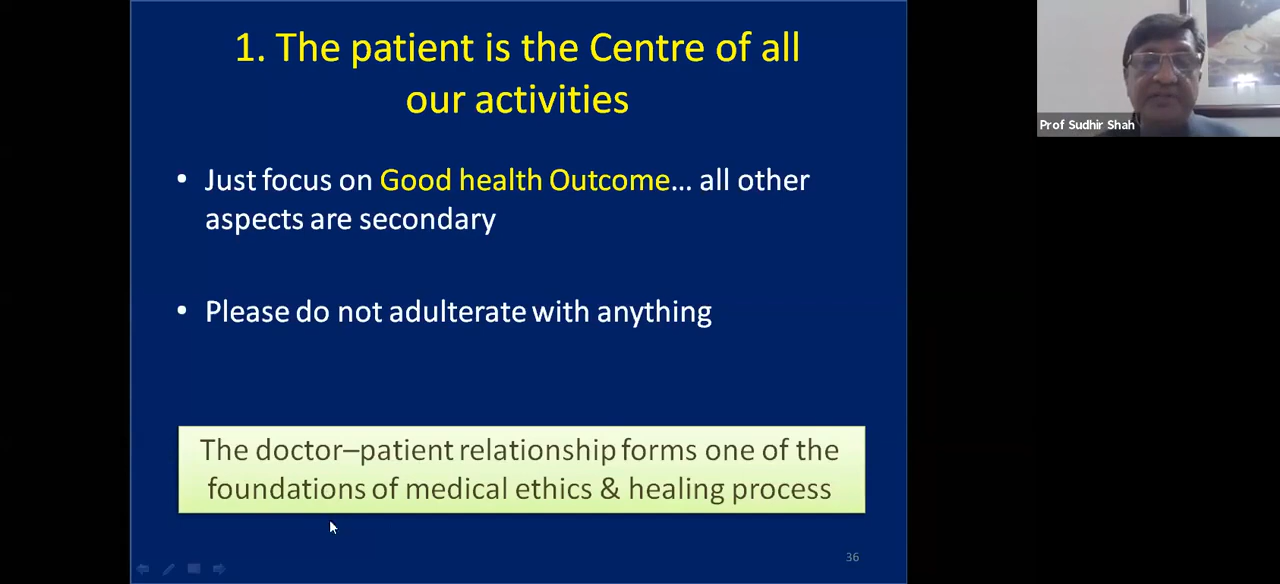 1. The patient is the Centre of all
our activities
• Just focus on Good health Outcome... all other
aspects are secondary
• Please do not adulterate with anything
The doctor–patient relationship forms one of the
foundations of medical ethics & healing process
36
Prof Sudhir Shah